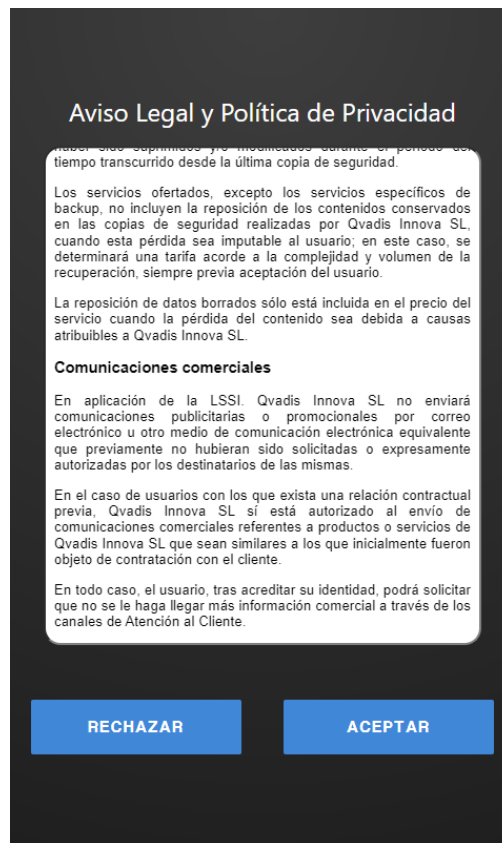 Aviso Legal y Política de Privacidad
haber sido suprimidos y/o modificados durante el periodo del
tiempo transcurrido desde la última copia de seguridad.
Los servicios ofertados, excepto los servicios específicos de
backup, no incluyen la reposición de los contenidos conservados
en las copias de seguridad realizadas por Qvadis Innova SL,
cuando esta pérdida sea imputable al usuario; en este caso, se
determinará una tarifa acorde a la complejidad y volumen de la
recuperación, siempre previa aceptación del usuario.
La reposición de datos borrados sólo está incluida en el precio del
servicio cuando la pérdida del contenido sea debida a causas
atribuibles a Qvadis Innova SL.
Comunicaciones comerciales
En aplicación de la LSSI. Qvadis Innova SL no enviará
comunicaciones publicitarias o promocionales por correo
electrónico u otro medio de comunicación electrónica equivalente
que previamente no hubieran sido solicitadas o expresamente
autorizadas por los destinatarios de las mismas.
En el caso de usuarios con los que exista una relación contractual
previa, Qvadis Innova SL sí está autorizado al envío de
comunicaciones comerciales referentes a productos o servicios de
Qvadis Innova SL que sean similares a los que inicialmente fueron
objeto de contratación con el cliente.
En todo caso, el usuario, tras acreditar su identidad, podrá solicitar
que no se le haga llegar más información comercial a través de los
canales de Atención al Cliente.
RECHAZAR ACEPTAR